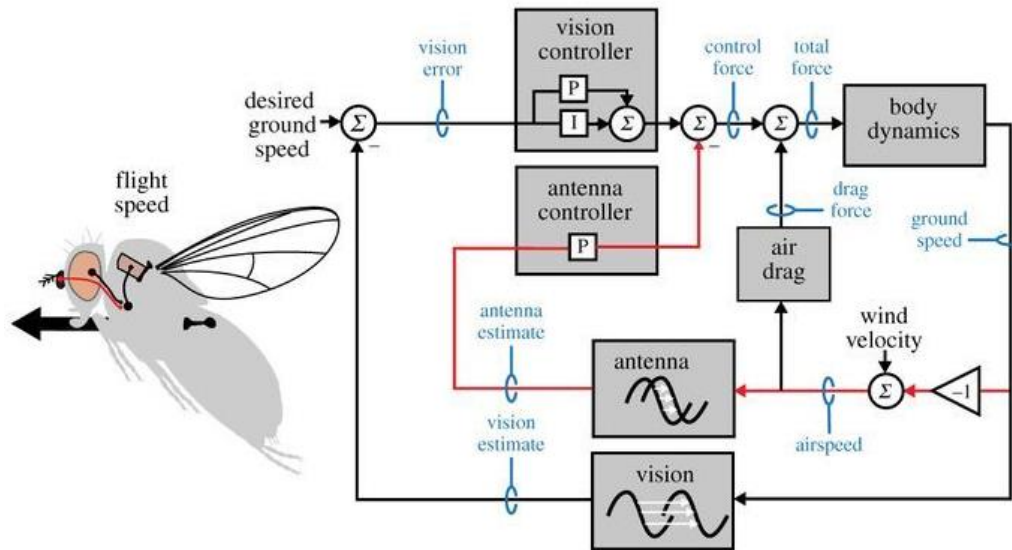 vision
error
vision
controller
P
I
Σ
control
force
total
force
desired
ground
speed
Σ
−
Σ
−
Σ
body
dynamics
flight
speed
antenna
controller
P
drag
force
ground
speed
air
drag
antenna
estimate
antenna
wind
velocity
Σ
−1
airspeed
vision
estimate
vision